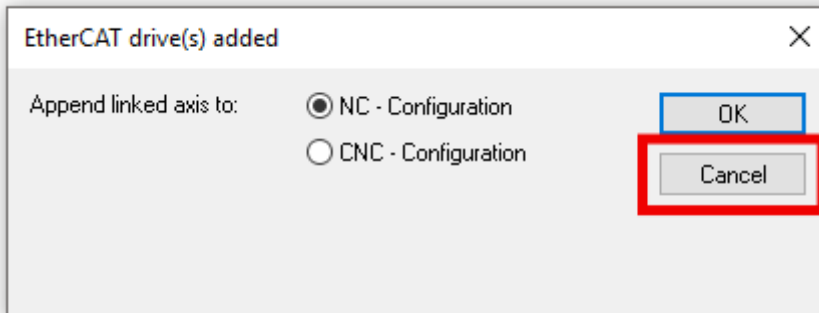 EtherCAT drive(s) added
Append linked axis to:
NC - Configuration
OK
CNC - Configuration
Cancel